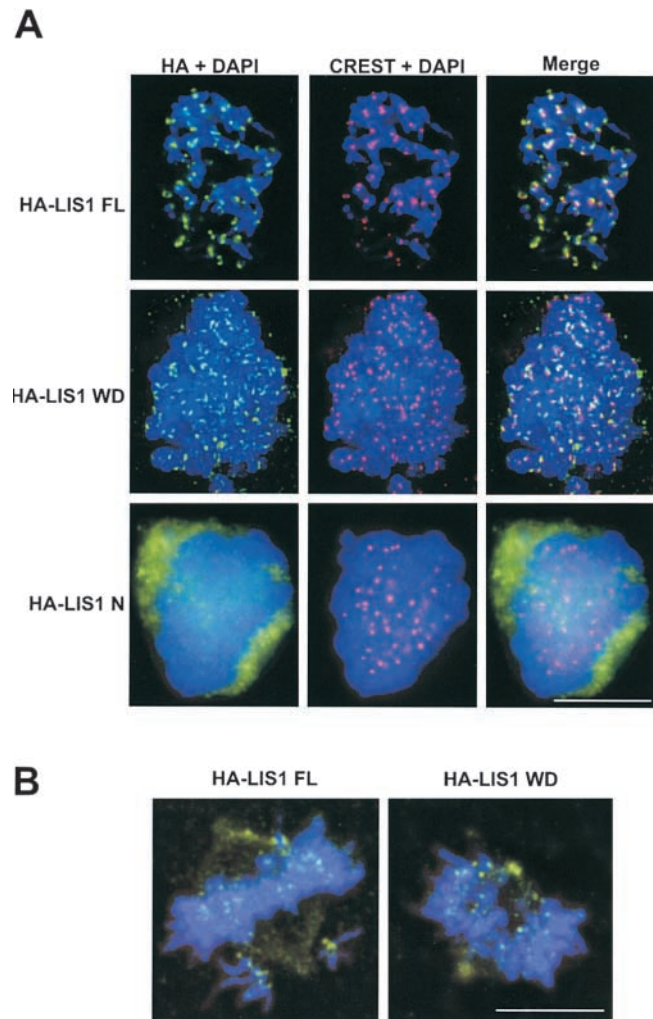 A
HA + DAPI CREST + DAPI Merge
HA-LIS1 FL
HA-LIS1 WD
HA-LIS1 N
B
HA-LIS1 FL HA-LIS1 WD